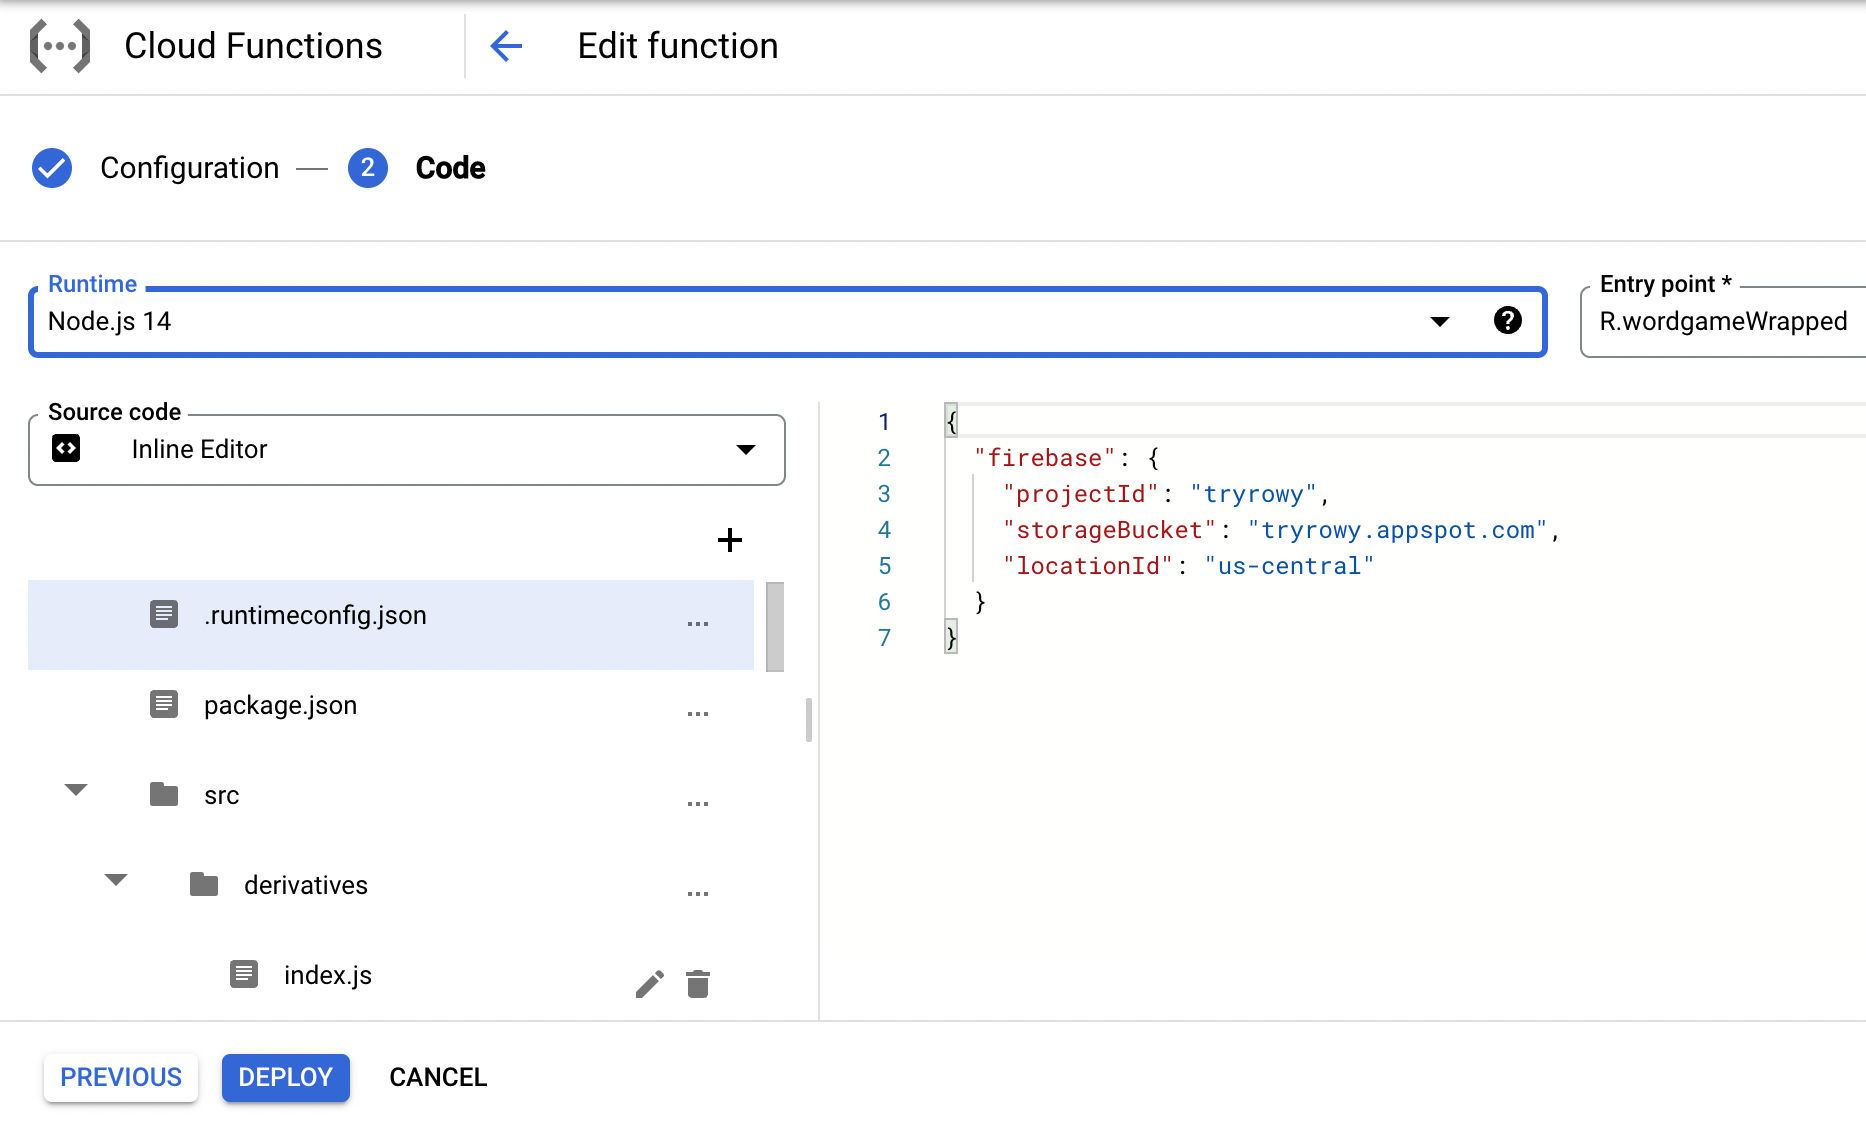 Cloud Functions
Edit function
Configuration — 2 Code
Runtime
Node.js 14
Entry point *
R.wordgameWrapped
Source code
Inline Editor
+
.runtimeconfig.json ...
package.json ...
src ...
derivatives ...
index.js
1 {
2 "firebase": {
3 "projectId": "tryrowy",
4 "storageBucket": "tryrowy.appspot.com",
5 "locationId": "us-central"
6 }
7 }
PREVIOUS
DEPLOY
CANCEL